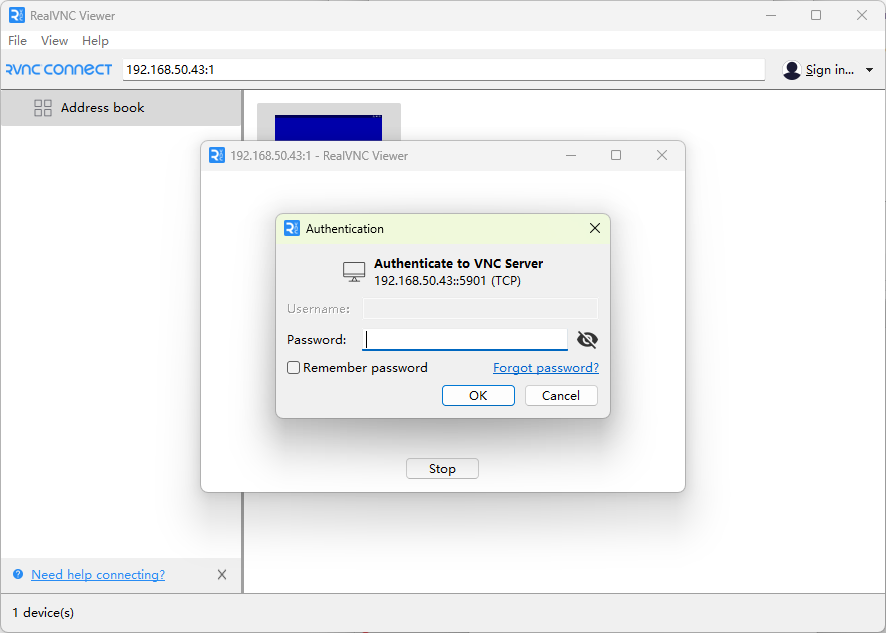 RealVNC Viewer
File View Help
RVNC CONNECT
192.168.50.43:1
Sign in...
Address book
192.168.50.43:1 - RealVNC Viewer
Authentication
Authenticate to VNC Server
192.168.50.43::5901 (TCP)
Username:
Password:
Remember password
Forgot password?
OK
Cancel
Stop
Need help connecting?
1 device(s)